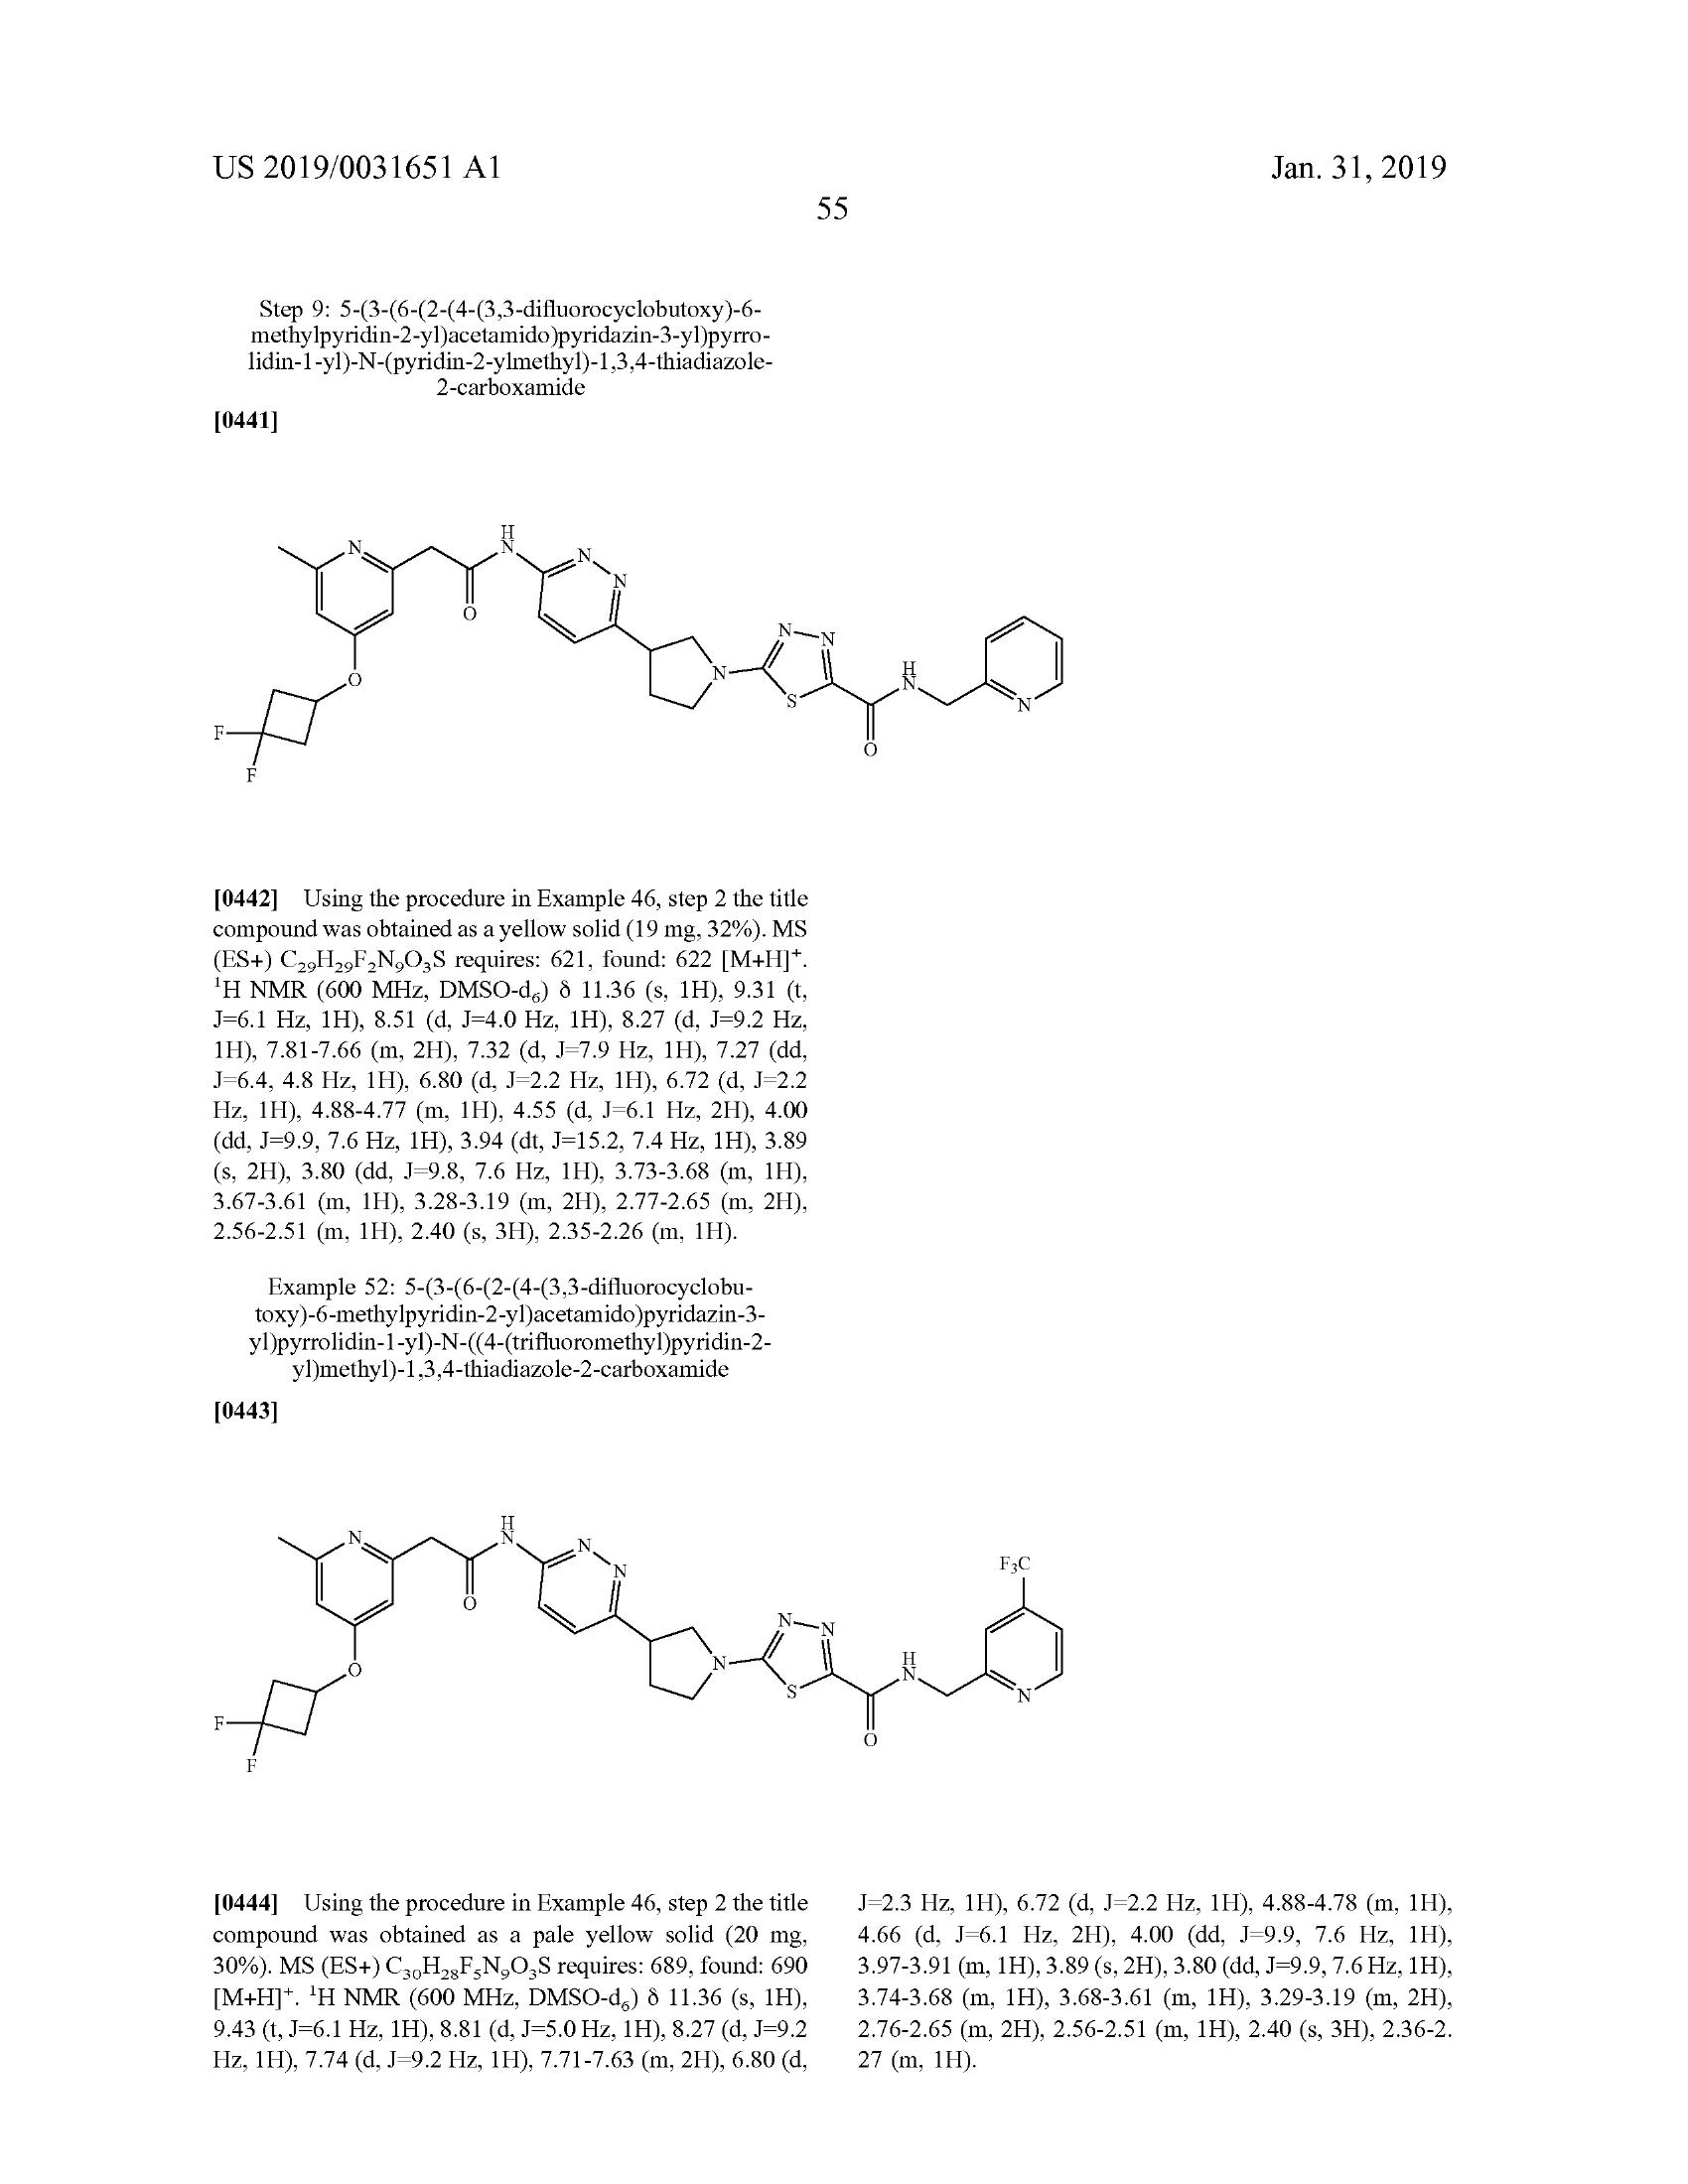 US 2019/0031651 A1
Jan. 31, 2019
55
Step 9: 5-(3-(6-(2-(4-(3,3-difluorocyclobutoxy)-6-
methylpyridin-2-yl)acetamido)pyridazin-3-yl)pyrro-
lidin-1-yl)-N-(pyridin-2-ylmethyl)-1,3,4-thiadiazole-
2-carboxamide
[0441]
H
N
N
N
N
O
O
F
F
N
N
N
S
H
N
O
N
[0442] Using the procedure in Example 46, step 2 the title
compound was obtained as a yellow solid (19 mg, 32%). MS
(ES+) C₂₉H₂₉F₂N₉O₃S requires: 621, found: 622 [M+H]⁺.
¹H NMR (600 MHz, DMSO-d₆) δ 11.36 (s, 1H), 9.31 (t,
J=6.1 Hz, 1H), 8.51 (d, J=4.0 Hz, 1H), 8.27 (d, J=9.2 Hz,
1H), 7.81-7.66 (m, 2H), 7.32 (d, J=7.9 Hz, 1H), 7.27 (dd,
J=6.4, 4.8 Hz, 1H), 6.80 (d, J=2.2 Hz, 1H), 6.72 (d, J=2.2
Hz, 1H), 4.88-4.77 (m, 1H), 4.55 (d, J=6.1 Hz, 2H), 4.00
(dd, J=9.9, 7.6 Hz, 1H), 3.94 (dt, J=15.2, 7.4 Hz, 1H), 3.89
(s, 2H), 3.80 (dd, J=9.8, 7.6 Hz, 1H), 3.73-3.68 (m, 1H),
3.67-3.61 (m, 1H), 3.28-3.19 (m, 2H), 2.77-2.65 (m, 2H),
2.56-2.51 (m, 1H), 2.40 (s, 3H), 2.35-2.26 (m, 1H).
Example 52: 5-(3-(6-(2-(4-(3,3-difluorocyclobu-
toxy)-6-methylpyridin-2-yl)acetamido)pyridazin-3-
yl)pyrrolidin-1-yl)-N-((4-(trifluoromethyl)pyridin-2-
yl)methyl)-1,3,4-thiadiazole-2-carboxamide
[0443]
H
N
N
N
N
O
O
F
F
N
N
N
S
H
N
O
F₃C
N
[0444] Using the procedure in Example 46, step 2 the title
compound was obtained as a pale yellow solid (20 mg,
30%). MS (ES+) C₃₀H₂₈F₅N₉O₃S requires: 689, found: 690
[M+H]⁺. ¹H NMR (600 MHz, DMSO-d₆) δ 11.36 (s, 1H),
9.43 (t, J=6.1 Hz, 1H), 8.81 (d, J=5.0 Hz, 1H), 8.27 (d, J=9.2
Hz, 1H), 7.74 (d, J=9.2 Hz, 1H), 7.71-7.63 (m, 2H), 6.80 (d,
J=2.3 Hz, 1H), 6.72 (d, J=2.2 Hz, 1H), 4.88-4.78 (m, 1H),
4.66 (d, J=6.1 Hz, 2H), 4.00 (dd, J=9.9, 7.6 Hz, 1H),
3.97-3.91 (m, 1H), 3.89 (s, 2H), 3.80 (dd, J=9.9, 7.6 Hz, 1H),
3.74-3.68 (m, 1H), 3.68-3.61 (m, 1H), 3.29-3.19 (m, 2H),
2.76-2.65 (m, 2H), 2.56-2.51 (m, 1H), 2.40 (s, 3H), 2.36-2.
27 (m, 1H).